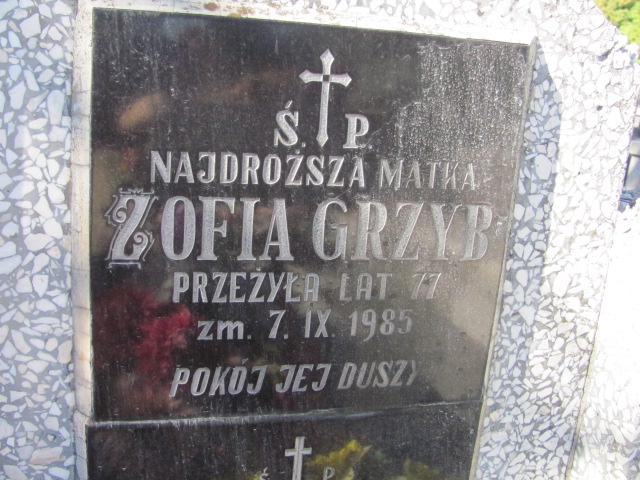 Ś. P.
NAJDROŻSZA MATKA
ZOFIA GRZYB
PRZEŻYŁA LAT 77
zm. 7. IX. 1985
POKÓJ JEJ DUSZY
Ś P